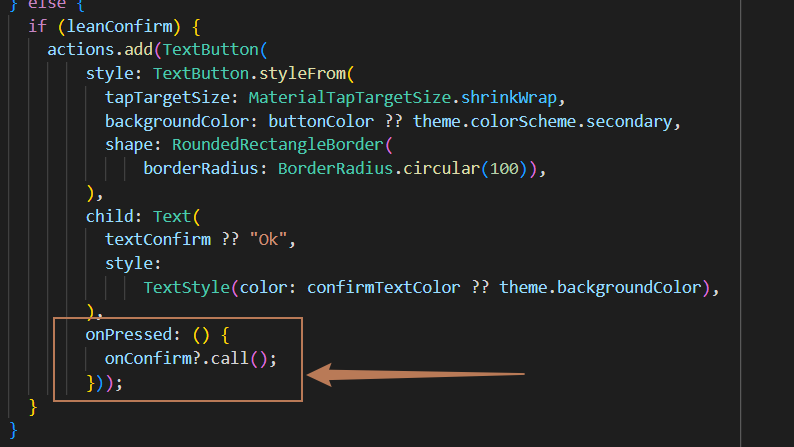 } else {
if (leanConfirm) {
actions.add(TextButton(
style: TextButton.styleFrom(
tapTargetSize: MaterialTapTargetSize.shrinkWrap,
backgroundColor: buttonColor ?? theme.colorScheme.secondary,
shape: RoundedRectangleBorder(
borderRadius: BorderRadius.circular(100)),
),
child: Text(
textConfirm ?? "Ok",
style:
TextStyle(color: confirmTextColor ?? theme.backgroundColor),
),
onPressed: () {
onConfirm?.call();
}));
}
}